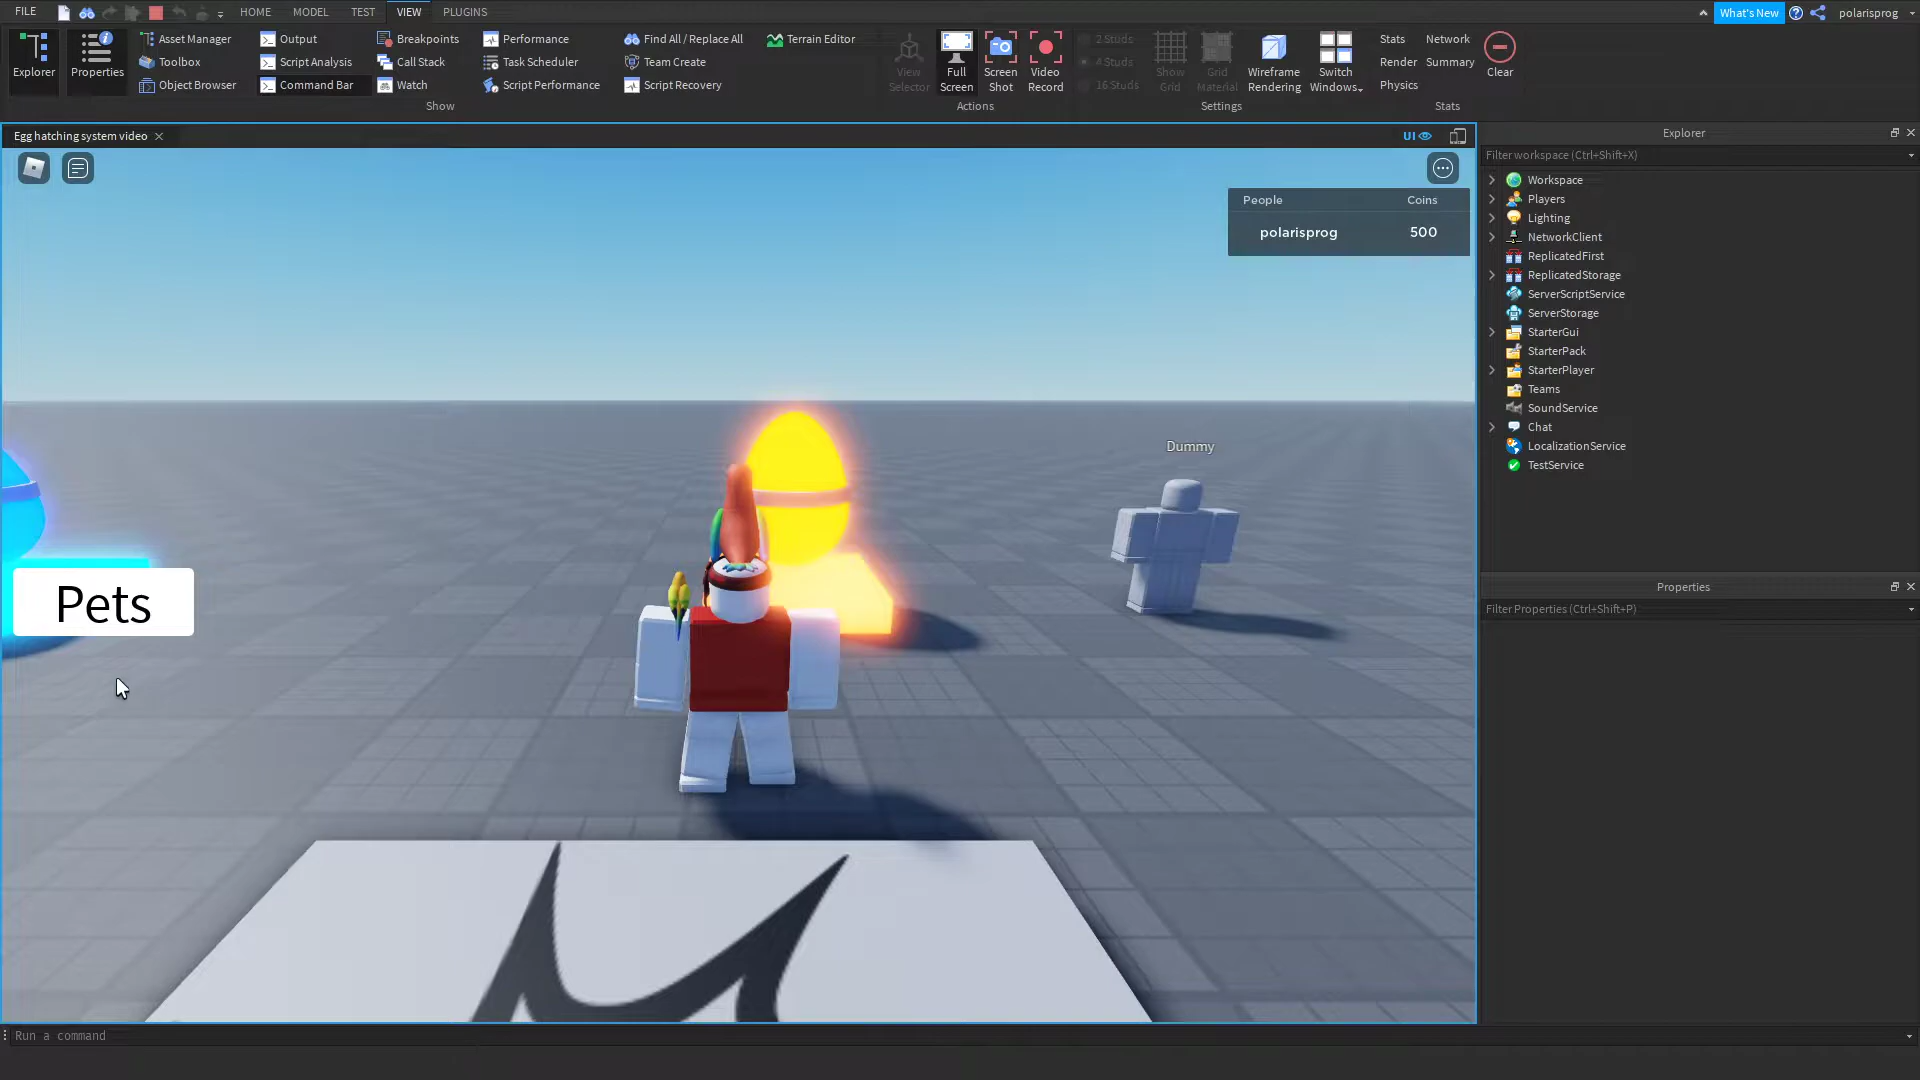 FILE
HOME
MODEL
TEST
VIEW
PLUGINS
What's New
polarisprog
Explorer
Properties
Asset Manager
Toolbox
Object Browser
Output
Script Analysis
Command Bar
Breakpoints
Call Stack
Watch
Performance
Task Scheduler
Script Performance
Find All / Replace All
Team Create
Script Recovery
Terrain Editor
Show
View
Selector
Full
Screen
Screen
Shot
Video
Record
Actions
2 Studs
4 Studs
16 Studs
Show
Grid
Grid
Material
Wireframe
Rendering
Switch
Windows
Settings
Stats
Network
Render
Summary
Physics
Clear
Stats
Egg hatching system video
UI
People Coins
polarisprog 500
Dummy
Pets
Explorer
Filter workspace (Ctrl+Shift+X)
Workspace
Players
Lighting
NetworkClient
ReplicatedFirst
ReplicatedStorage
ServerScriptService
ServerStorage
StarterGui
StarterPack
StarterPlayer
Teams
SoundService
Chat
LocalizationService
TestService
Properties
Filter Properties (Ctrl+Shift+P)
Run a command